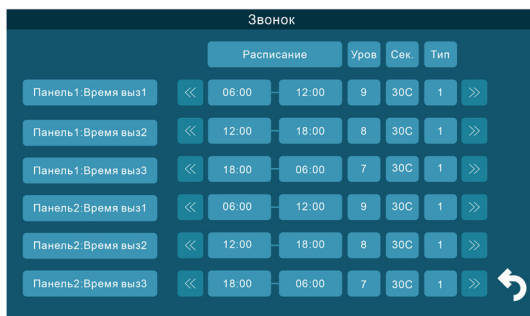 Звонок
Расписание Уров Сек. Тип
Панель1:Время выз1 06:00 – 12:00 9 30С 1
Панель1:Время выз2 12:00 – 18:00 8 30С 1
Панель1:Время выз3 18:00 – 06:00 7 30С 1
Панель2:Время выз1 06:00 – 12:00 9 30С 1
Панель2:Время выз2 12:00 – 18:00 8 30С 1
Панель2:Время выз3 18:00 – 06:00 7 30С 1